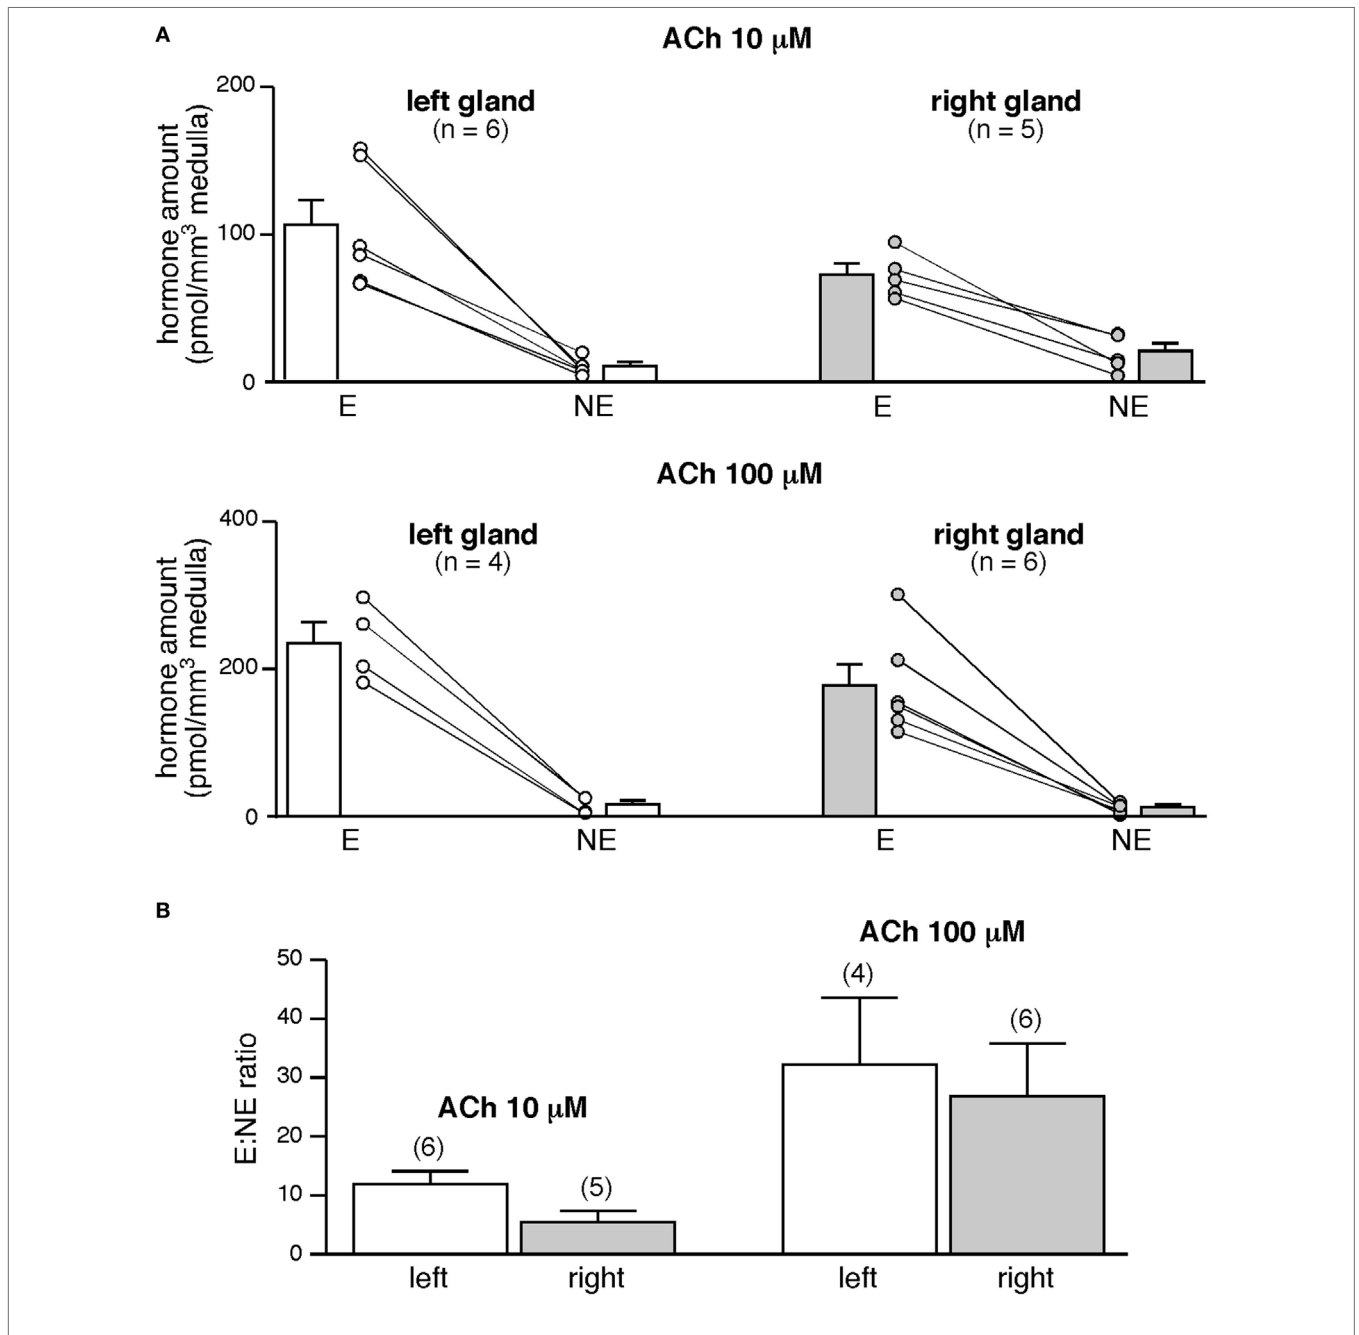 A
ACh 10 μM
left gland
(n = 6)
right gland
(n = 5)
hormone amount
(pmol/mm³ medulla)
200
100
0
E
NE
E
NE
ACh 100 μM
left gland
(n = 4)
right gland
(n = 6)
hormone amount
(pmol/mm³ medulla)
400
200
0
E
NE
E
NE
B
ACh 100 μM
ACh 10 μM
E:NE ratio
50
40
30
20
10
0
(6)
(5)
(4)
(6)
left
right
left
right